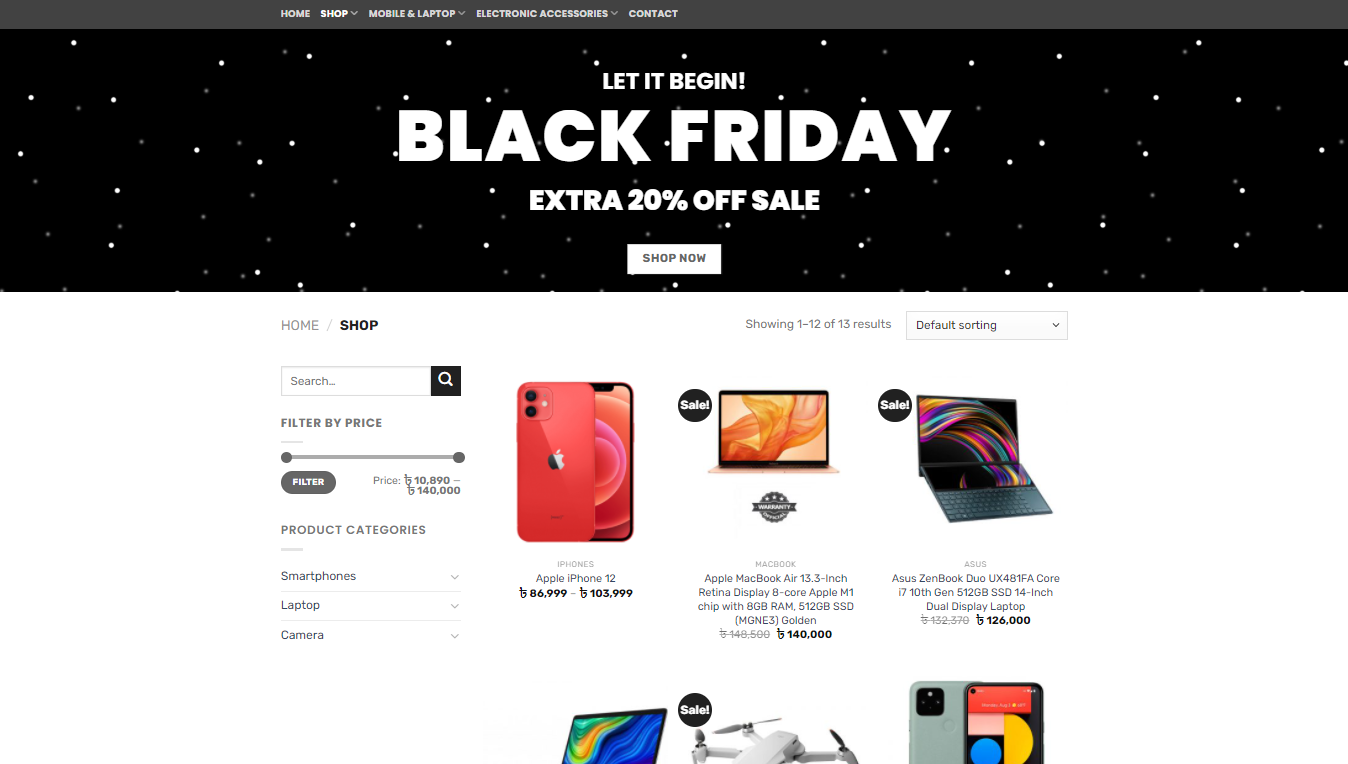 HOME SHOP MOBILE & LAPTOP ELECTRONIC ACCESSORIES CONTACT
LET IT BEGIN!
BLACK FRIDAY
EXTRA 20% OFF SALE
SHOP NOW
HOME / SHOP
Showing 1–12 of 13 results
Default sorting
Search…
FILTER BY PRICE
FILTER
Price: ৳ 10,890 —
৳ 140,000
PRODUCT CATEGORIES
Smartphones
Laptop
Camera
IPHONES
Apple iPhone 12
৳ 86,999 – ৳ 103,999
Sale!
WARRANTY
OFFICIAL
MACBOOK
Apple MacBook Air 13.3-Inch
Retina Display 8-core Apple M1
chip with 8GB RAM, 512GB SSD
(MGNE3) Golden
৳ 148,500 ৳ 140,000
Sale!
ASUS
Asus ZenBook Duo UX481FA Core
i7 10th Gen 512GB SSD 14-Inch
Dual Display Laptop
৳ 132,370 ৳ 126,000
Sale!